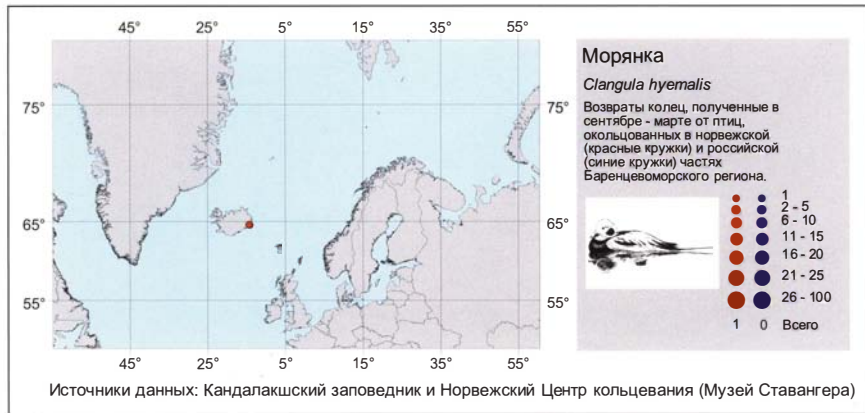 45° 25° 5° 5° 15° 35° 55°
75° 75°
65° 65°
55° 55°
45° 25° 5° 15° 35° 60°
Морянка
Clangula hyemalis
Возвраты колец, полученные в
сентябре - марте от птиц,
окольцованных в норвежской
(красные кружки) и российской
(синие кружки) частях
Баренцевоморского региона.
1
2 - 5
6 - 10
11 - 15
16 - 20
21 - 25
26 - 100
1 0 Всего
Источники данных: Кандалакшский заповедник и Норвежский Центр кольцевания (Музей Ставангера)